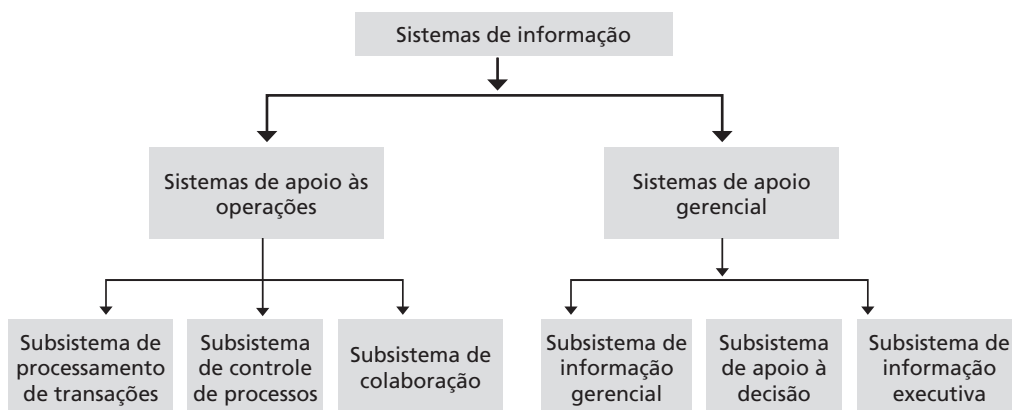 Sistemas de informação
Sistemas de apoio às
operações
Sistemas de apoio
gerencial
Subsistema de
processamento
de transações
Subsistema
de controle
de processos
Subsistema de
colaboração
Subsistema de
informação
gerencial
Subsistema
de apoio à
decisão
Subsistema de
informação
executiva